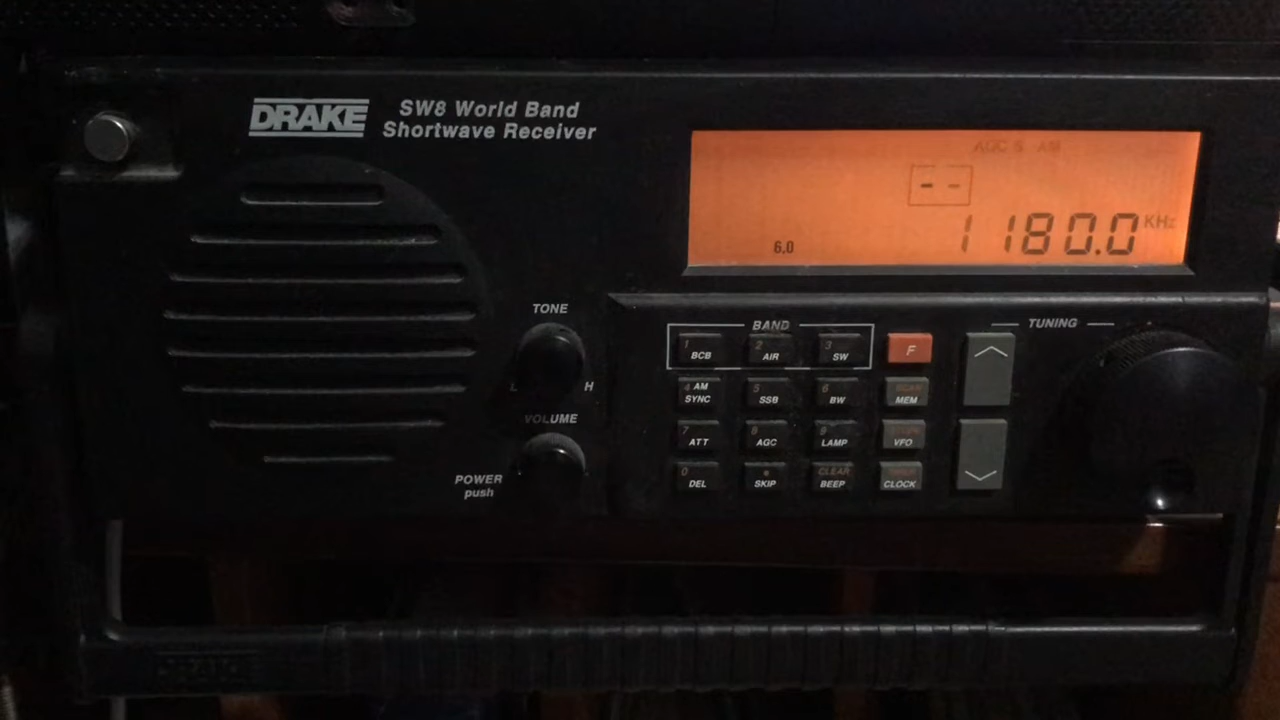 DRAKE
SW8 World Band
Shortwave Receiver
AGC S AM
--
6.0
1180.0 KHz
TONE
L H
VOLUME
POWER
push
BAND
TUNING
1 BCB
2 AIR
3 SW
F
4 AM SYNC
5 SSB
6 BW
SCAN MEM
7 ATT
8 AGC
9 LAMP
VFO
0 DEL
• SKIP
CLEAR BEEP
TIMER CLOCK